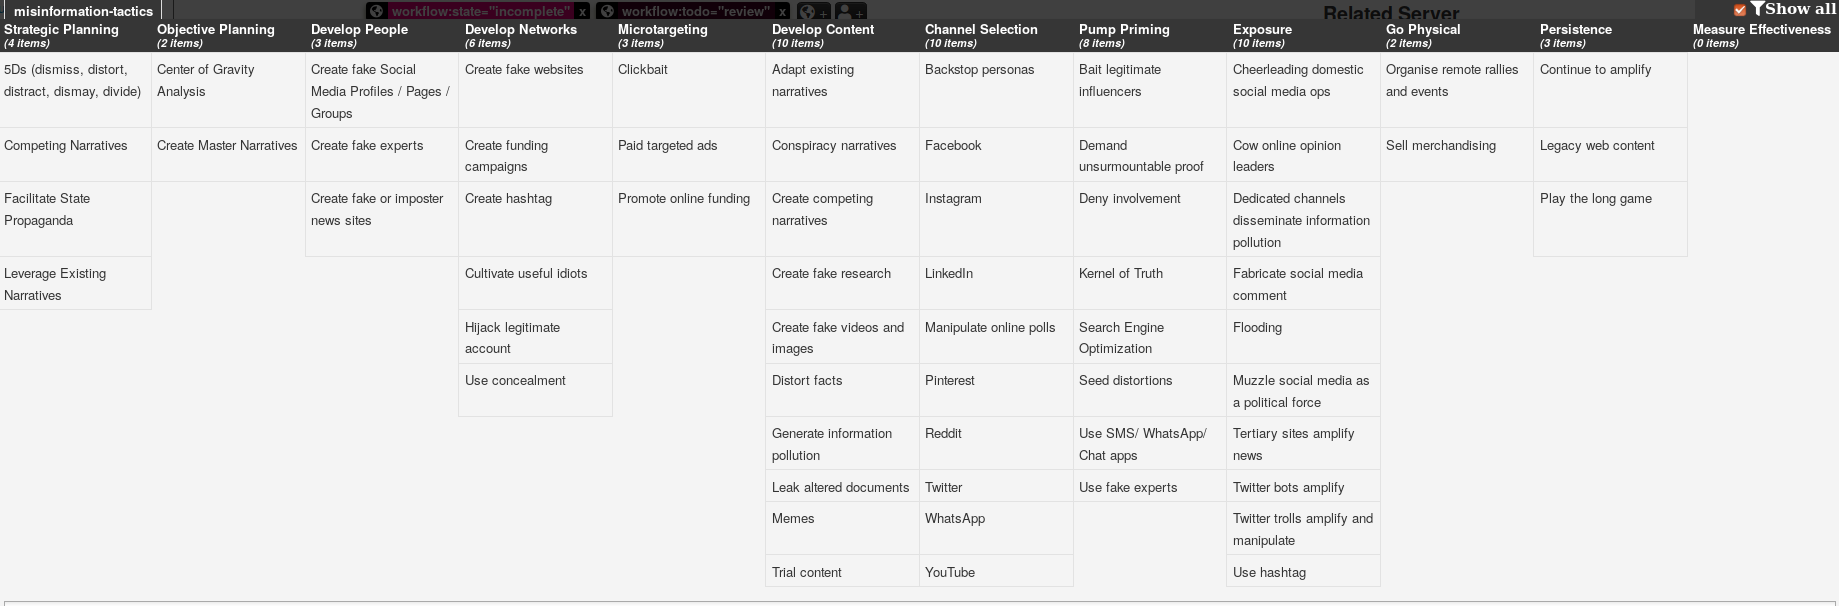 misinformation-tactics
workflow:state="incomplete" x
workflow:todo="review" x
Related Server
Show all
Strategic Planning
(4 items)
5Ds (dismiss, distort,
distract, dismay, divide)
Competing Narratives
Facilitate State
Propaganda
Leverage Existing
Narratives
Objective Planning
(2 items)
Center of Gravity
Analysis
Create Master Narratives
Develop People
(3 items)
Create fake Social
Media Profiles / Pages /
Groups
Create fake experts
Create fake or imposter
news sites
Develop Networks
(6 items)
Create fake websites
Create funding
campaigns
Create hashtag
Cultivate useful idiots
Hijack legitimate
account
Use concealment
Microtargeting
(3 items)
Clickbait
Paid targeted ads
Promote online funding
Develop Content
(10 items)
Adapt existing
narratives
Conspiracy narratives
Create competing
narratives
Create fake research
Create fake videos and
images
Distort facts
Generate information
pollution
Leak altered documents
Memes
Trial content
Channel Selection
(10 items)
Backstop personas
Facebook
Instagram
LinkedIn
Manipulate online polls
Pinterest
Reddit
Twitter
WhatsApp
YouTube
Pump Priming
(8 items)
Bait legitimate
influencers
Demand
unsurmountable proof
Deny involvement
Kernel of Truth
Search Engine
Optimization
Seed distortions
Use SMS/ WhatsApp/
Chat apps
Use fake experts
Exposure
(10 items)
Cheerleading domestic
social media ops
Cow online opinion
leaders
Dedicated channels
disseminate information
pollution
Fabricate social media
comment
Flooding
Muzzle social media as
a political force
Tertiary sites amplify
news
Twitter bots amplify
Twitter trolls amplify and
manipulate
Use hashtag
Go Physical
(2 items)
Organise remote rallies
and events
Sell merchandising
Persistence
(3 items)
Continue to amplify
Legacy web content
Play the long game
Measure Effectiveness
(0 items)